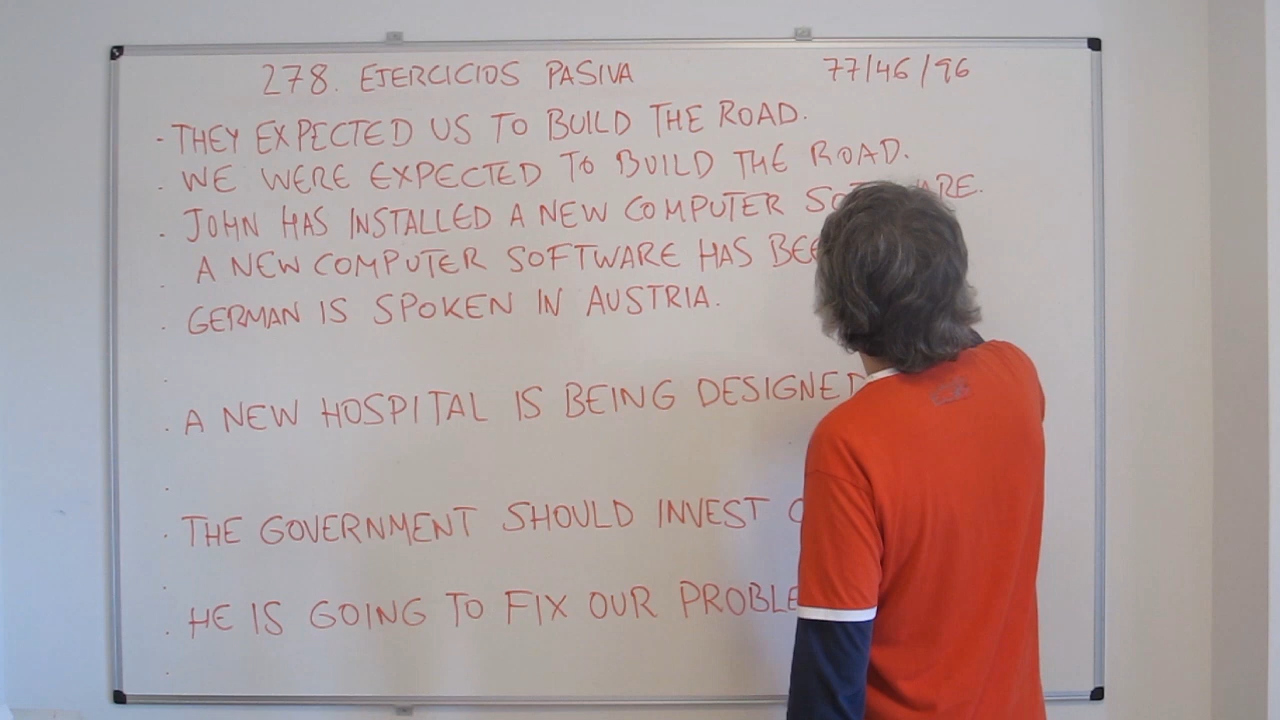 278. EJERCICIOS PASIVA 77/46/96
- THEY EXPECTED US TO BUILD THE ROAD.
. WE WERE EXPECTED TO BUILD THE ROAD.
. JOHN HAS INSTALLED A NEW COMPUTER
. A NEW COMPUTER SOFTWARE HAS
. GERMAN IS SPOKEN IN AUSTRIA.
. A NEW HOSPITAL IS BEING DESIGNED
. THE GOVERNMENT SHOULD INVEST
. HE IS GOING TO FIX OUR